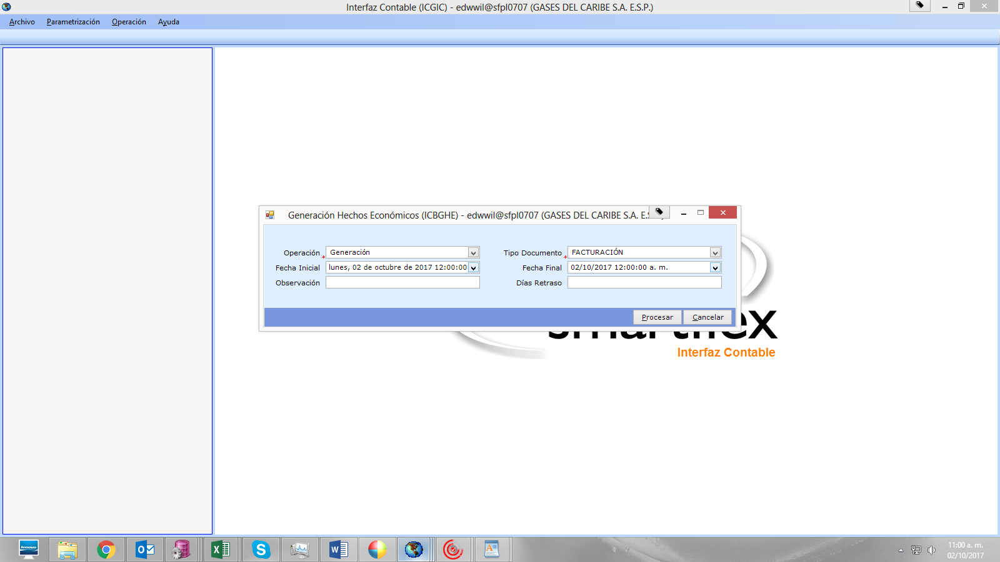 Interfaz Contable (ICGIC) - edwwil@sfpl0707 (GASES DEL CARIBE S.A. E.S.P.)
Archivo Parametrización Operación Ayuda
Generación Hechos Económicos (ICBGHE) - edwwil@sfpl0707 (GASES DEL CARIBE S.A. E.S
Operación * Generación Tipo Documento * FACTURACIÓN
Fecha Inicial lunes, 02 de octubre de 2017 12:00:00 Fecha Final 02/10/2017 12:00:00 a. m.
Observación Días Retraso
Procesar Cancelar
smartflex
Interfaz Contable
lenovo
11:00 a. m.
02/10/2017